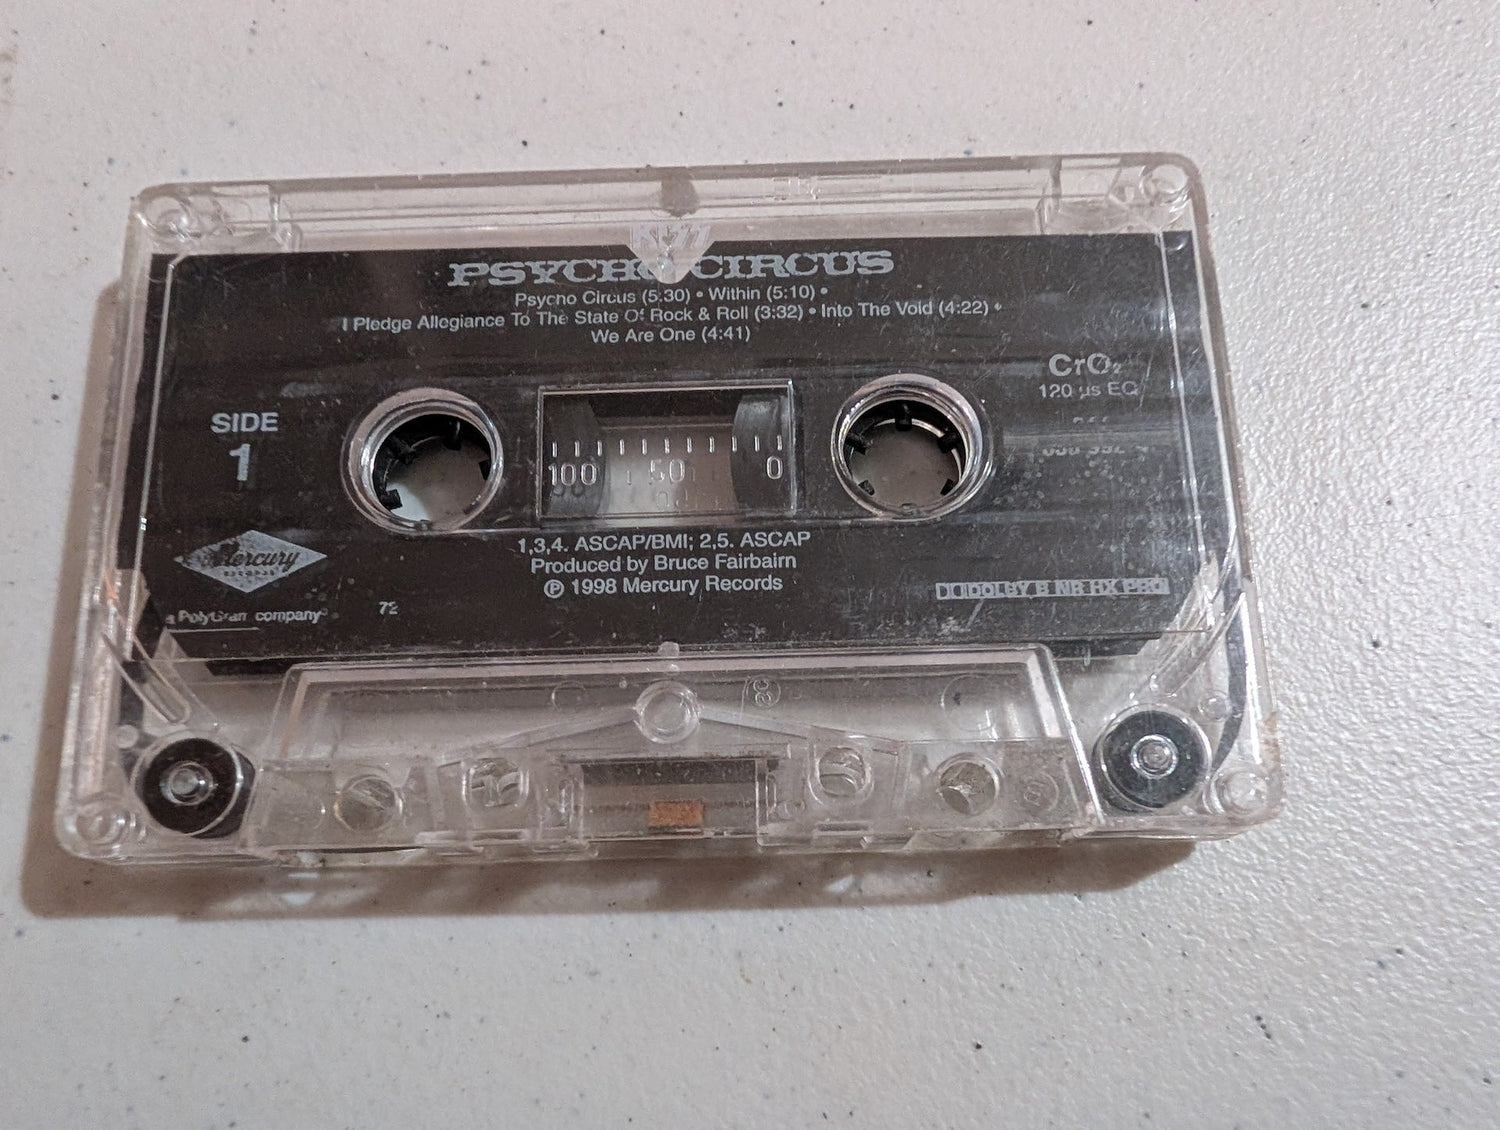 KISS
PSYCHO CIRCUS
Psycho Circus (5:30) • Within (5:10) •
I Pledge Allegiance To The State Of Rock & Roll (3:32) • Into The Void (4:22) •
We Are One (4:41)
CrO₂
120 µs EQ
SIDE
1
100 50 0
Mercury
RECORDS
a PolyGram company
72
1,3,4. ASCAP/BMI; 2,5. ASCAP
Produced by Bruce Fairbairn
℗ 1998 Mercury Records
DOLBY B NR HX PRO